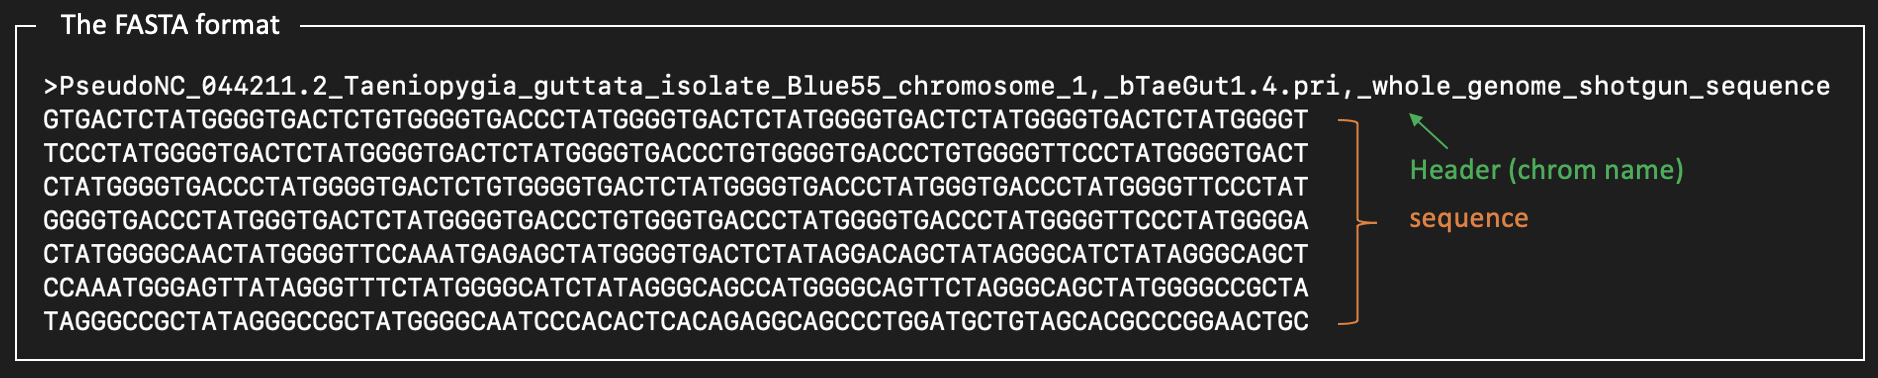 The FASTA format
>PseudoNC_044211.2_Taeniopygia_guttata_isolate_Blue55_chromosome_1,_bTaeGut1.4.pri,_whole_genome_shotgun_sequence
GTGACTCTATGGGGTGACTCTGTGGGGTGACCCTATGGGGTGACTCTATGGGGTGACTCTATGGGGTGACTCTATGGGGT
TCCCTATGGGGTGACTCTATGGGGTGACTCTATGGGGTGACCCTGTGGGGTGACCCTGTGGGGTTCCCTATGGGGTGACT
CTATGGGGTGACCCTATGGGGTGACTCTGTGGGGTGACTCTATGGGGTGACCCTATGGGTGACCCTATGGGGTTCCCTAT
GGGGTGACCCTATGGGTGACTCTATGGGGTGACCCTGTGGGTGACCCTATGGGGTGACCCTATGGGGTTCCCTATGGGGA
CTATGGGGCAACTATGGGGTTCCAAATGAGAGCTATGGGGTGACTCTATAGGACAGCTATAGGGCATCTATAGGGCAGCT
CCAAATGGGAGTTATAGGGTTTCTATGGGGCATCTATAGGGCAGCCATGGGGCAGTTCTAGGGCAGCTATGGGGCCGCTA
TAGGGCCGCTATAGGGCCGCTATGGGGCAATCCCACACTCACAGAGGCAGCCCTGGATGCTGTAGCACGCCCGGAACTGC
Header (chrom name)
sequence